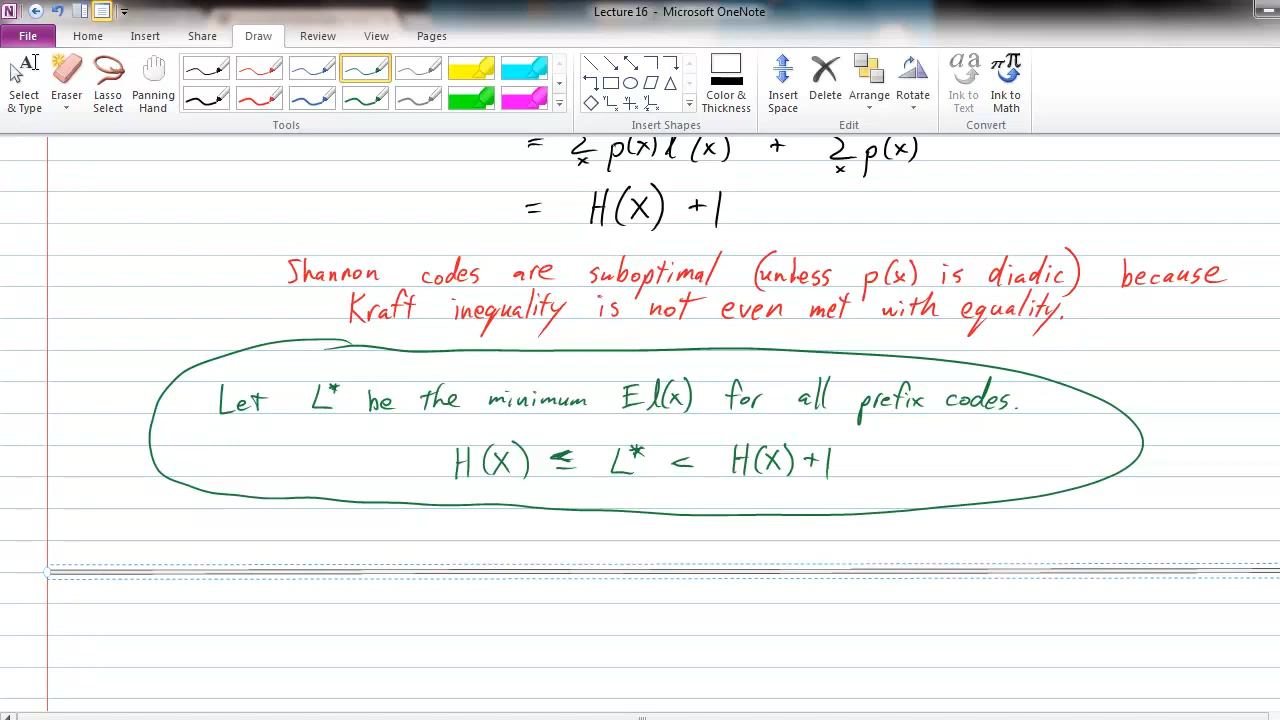 Lecture 16 - Microsoft OneNote
File Home Insert Share Draw Review View Pages
Select & Type Eraser Lasso Select Panning Hand Color & Thickness Insert Space Delete Arrange Rotate Ink to Text Ink to Math
Tools Insert Shapes Edit Convert
= Σ_x p(x) l(x) + Σ_x p(x)
= H(X) + 1
Shannon codes are suboptimal (unless p(x) is diadic) because
Kraft inequality is not even met with equality.
Let L* be the minimum E l(x) for all prefix codes.
H(X) ≤ L* < H(X) + 1